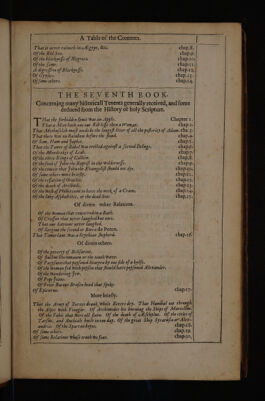 A Table of the Contents.
That it never raineth in Ægypt, &c. chap.8.
Of the Red Sea. chap.9.
Of the blacknesse of Negroes. chap.10.
Of the same. chap.11.
A digression of Blacknesse. chap.12.
Of Gypsies. chap.13.
Of some others. chap.14.
THE SEVENTH BOOK.
Concerning many historicall Tenents generally received, and some
deduced from the History of holy Scripture.
That the forbidden fruit was an Apple. Chapter 1.
That a Man hath one Rib lesse then a Woman. chap.2.
That Methuselah must needs be the longest liver of all the posterity of Adam. cha.3.
That there was no Rainbow before the flood. chap.4.
Of Sem, Ham and Japhet. chap.5.
That the Tower of Babel was erected against a second Deluge. chap.6.
Of the Mandrakes of Leah. chap.7.
Of the three Kings of Collein. chap.8.
Of the food of John the Baptist in the wildernesse. chap.9.
Of the conceit that John the Evangelist should not dye. chap.10.
Of some others more briefly. chap.11.
Of the cessation of Oracles. chap.12.
Of the death of Aristotle. chap.13.
Of the wish of Philoxenus to have the neck of a Crane. chap.14.
Of the lake Asphaltites, or the dead Sea. chap.15.
Of divers other Relations.
Of the woman that conceived in a Bath.
Of Crassus that never laughed but once.
That our Saviour never laughed.
Of Sergius the second or Bocca di Porco.
That Tamerlane was a Scythian Shepherd. chap.16.
Of divers others.
Of the poverty of Belisarius.
Of fluctus Decumanus or the tenth wave.
Of Parysatis that poysoned Statyra by one side of a knife.
Of the woman fed with poyson that should have poysoned Alexander.
Of the wandering Jew.
Of Pope Joane.
Of Frier Bacons Brasen head that spoke.
Of Epicurus. chap.17.
More briefly.
That the Army of Xerxes drank whole Rivers dry. That Hannibal eat through
the Alpes with Vinegar. Of Archimedes his burning the Ships of Marcellus.
Of the Fabii that were all slain. Of the death of Æschylus. Of the cities of
Tarsus, and Anchiale built in one day. Of the great Ship Syracusia or Alex-
andria. Of the Spartan boyes. chap.18.
Of some others. chap.19.
Of some Relations whose truth we fear. chap.20.